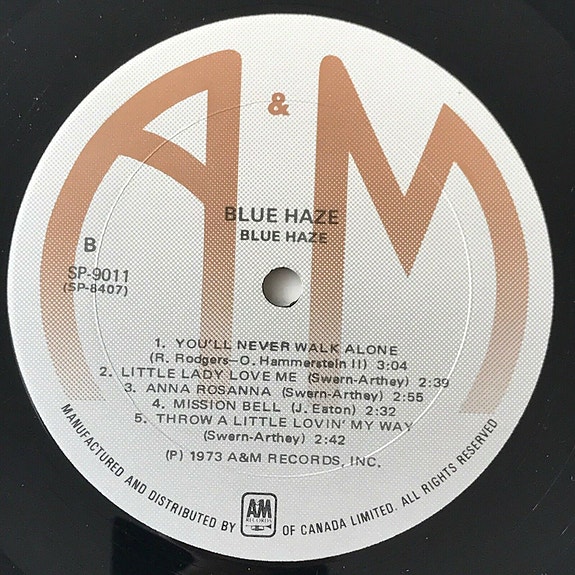 A & M
BLUE HAZE
BLUE HAZE
B
SP-9011
(SP-8407)
1. YOU'LL NEVER WALK ALONE
(R. Rodgers—O. Hammerstein II) 3:04
2. LITTLE LADY LOVE ME (Swern-Arthey) 2:39
3. ANNA ROSANNA (Swern-Arthey) 2:55
4. MISSION BELL (J. Eaton) 2:32
5. THROW A LITTLE LOVIN' MY WAY
(Swern-Arthey) 2:42
(P) 1973 A&M RECORDS, INC.
MANUFACTURED AND DISTRIBUTED BY A&M RECORDS OF CANADA LIMITED. ALL RIGHTS RESERVED